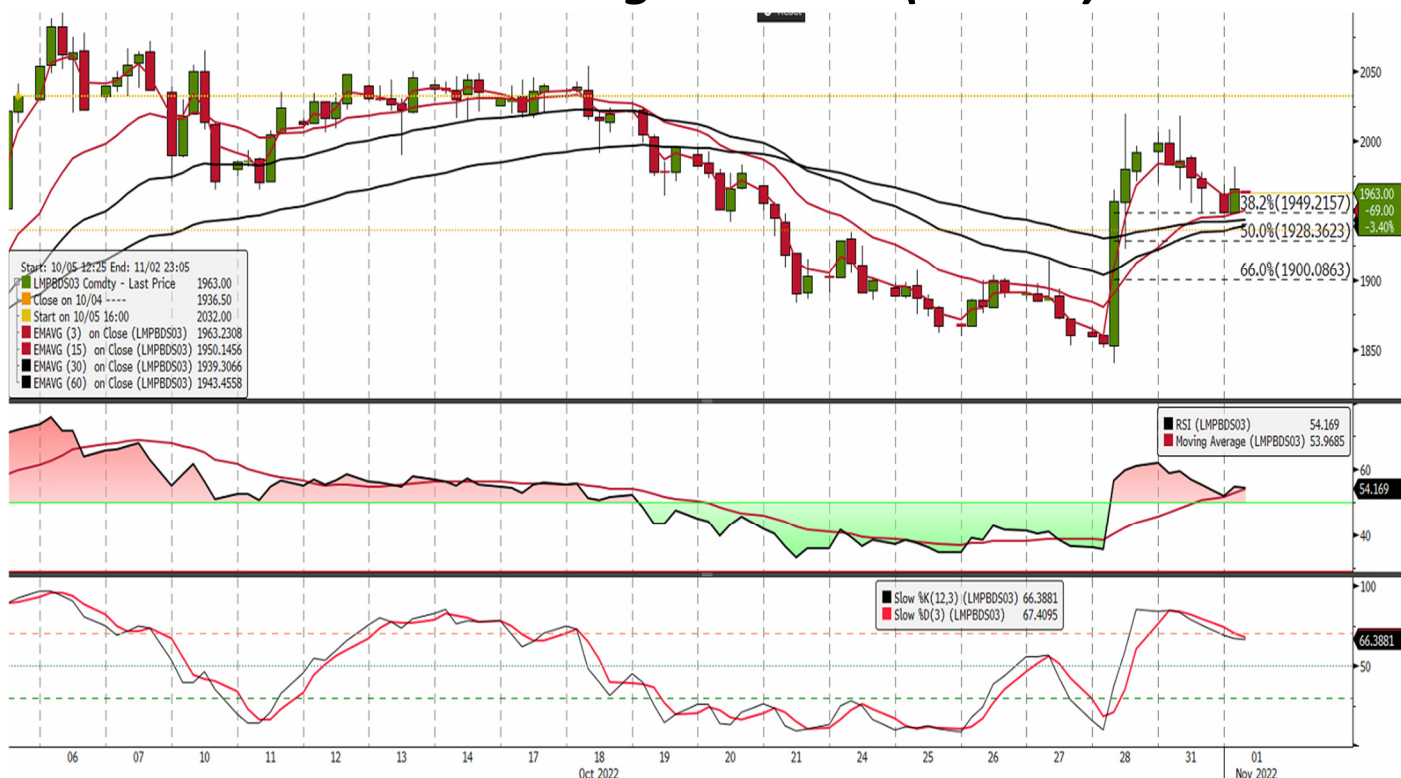 Reset
2050
2000
1963.00
-69.00
-3.40%
38.2%(1949.2157)
50.0%(1928.3623)
66.0%(1900.0863)
1900
1850
Start: 10/05 12:25 End: 11/02 23:05
LMPBDS03 Comdty - Last Price 1963.00
Close on 10/04 ---- 1936.50
Start on 10/05 16:00 2032.00
EMAVG (3) on Close (LMPBDS03) 1963.2308
EMAVG (15) on Close (LMPBDS03) 1950.1456
EMAVG (30) on Close (LMPBDS03) 1939.3066
EMAVG (60) on Close (LMPBDS03) 1943.4558
RSI (LMPBDS03) 54.169
Moving Average (LMPBDS03) 53.9685
60
54.169
40
Slow %K(12,3) (LMPBDS03) 66.3881
Slow %D(3) (LMPBDS03) 67.4095
100
66.3881
50
0
06 07 10 11 12 13 14 17 18 19 20 21 24 25 26 27 28 31 01
Oct 2022 Nov 2022